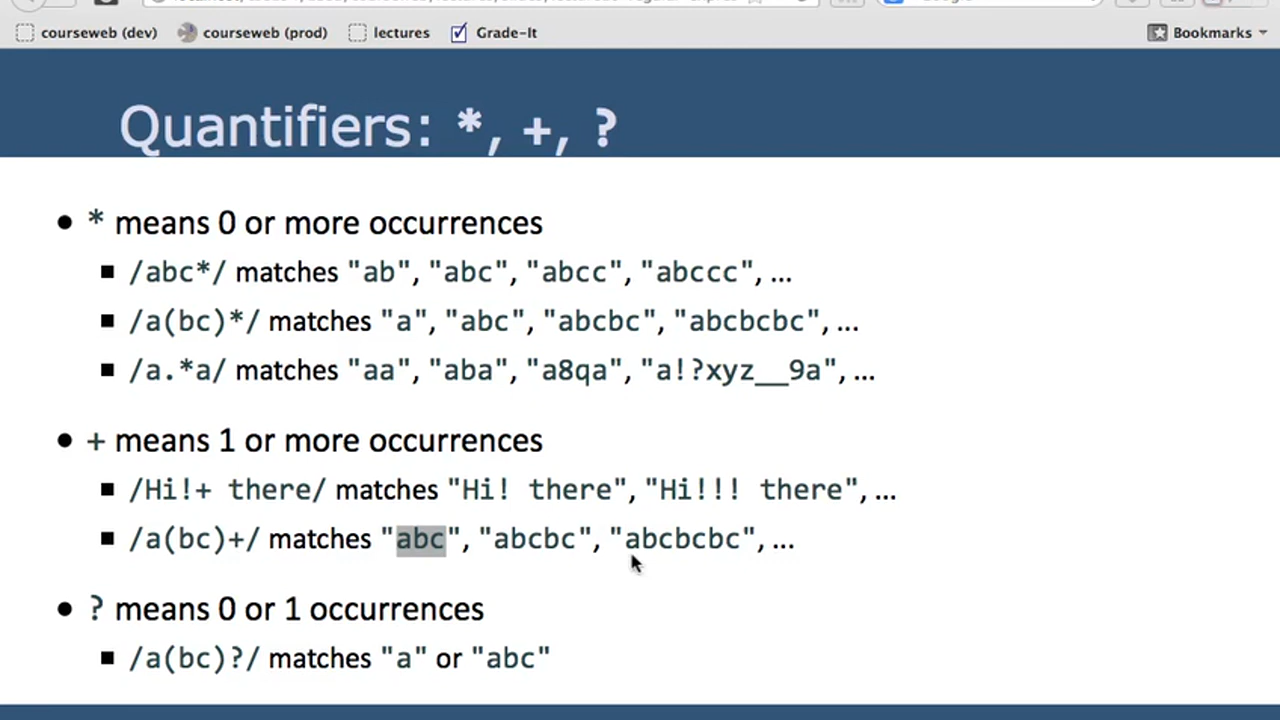 courseweb (dev) courseweb (prod) lectures Grade-It Bookmarks
Quantifiers: *, +, ?
• * means 0 or more occurrences
▪ /abc*/ matches "ab", "abc", "abcc", "abccc", ...
▪ /a(bc)*/ matches "a", "abc", "abcbc", "abcbcbc", ...
▪ /a.*a/ matches "aa", "aba", "a8qa", "a!?xyz__9a", ...
• + means 1 or more occurrences
▪ /Hi!+ there/ matches "Hi! there", "Hi!!! there", ...
▪ /a(bc)+/ matches "abc", "abcbc", "abcbcbc", ...
• ? means 0 or 1 occurrences
▪ /a(bc)?/ matches "a" or "abc"